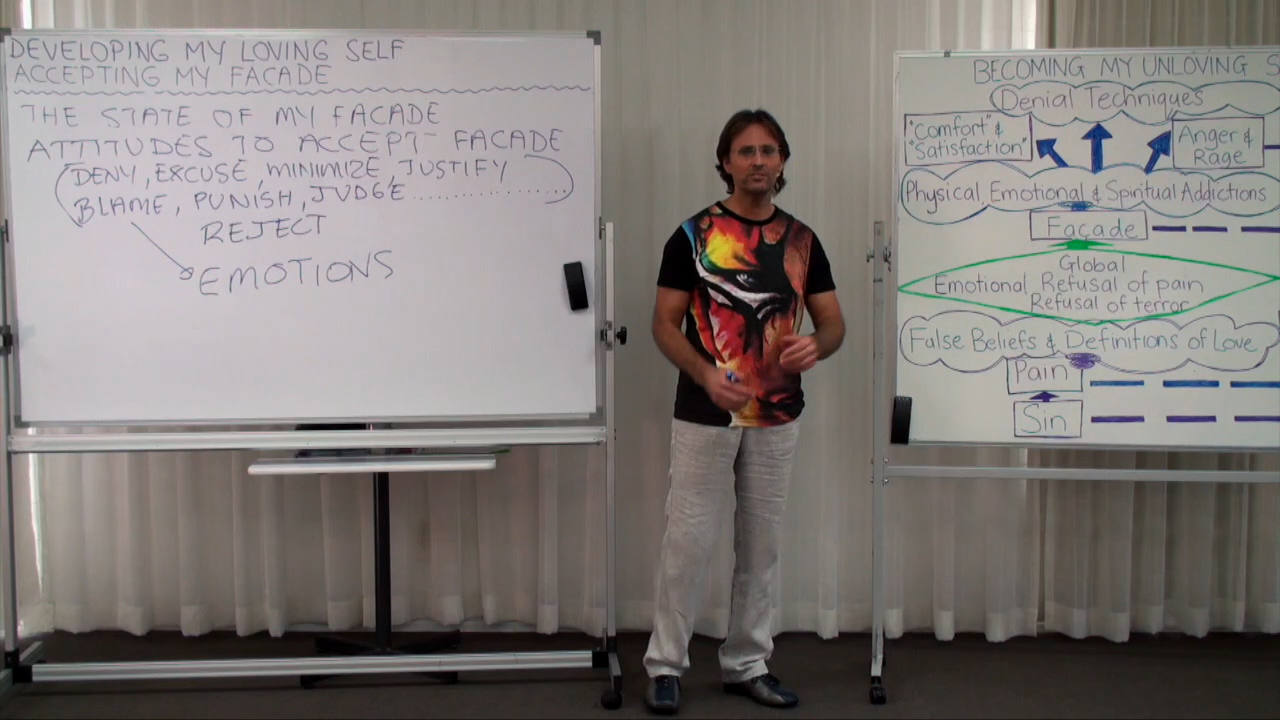 DEVELOPING MY LOVING SELF
ACCEPTING MY FACADE
THE STATE OF MY FACADE
ATTITUDES TO ACCEPT FACADE
(DENY, EXCUSE, MINIMIZE, JUSTIFY
BLAME, PUNISH, JUDGE ..............)
REJECT
EMOTIONS
BECOMING MY UNLOVING S
Denial Techniques
"Comfort" &
"Satisfaction"
Anger &
Rage
Physical, Emotional & Spiritual Addictions
Façade
Global
Emotional Refusal of pain
Refusal of terror
False Beliefs & Definitions of Love
Pain
Sin